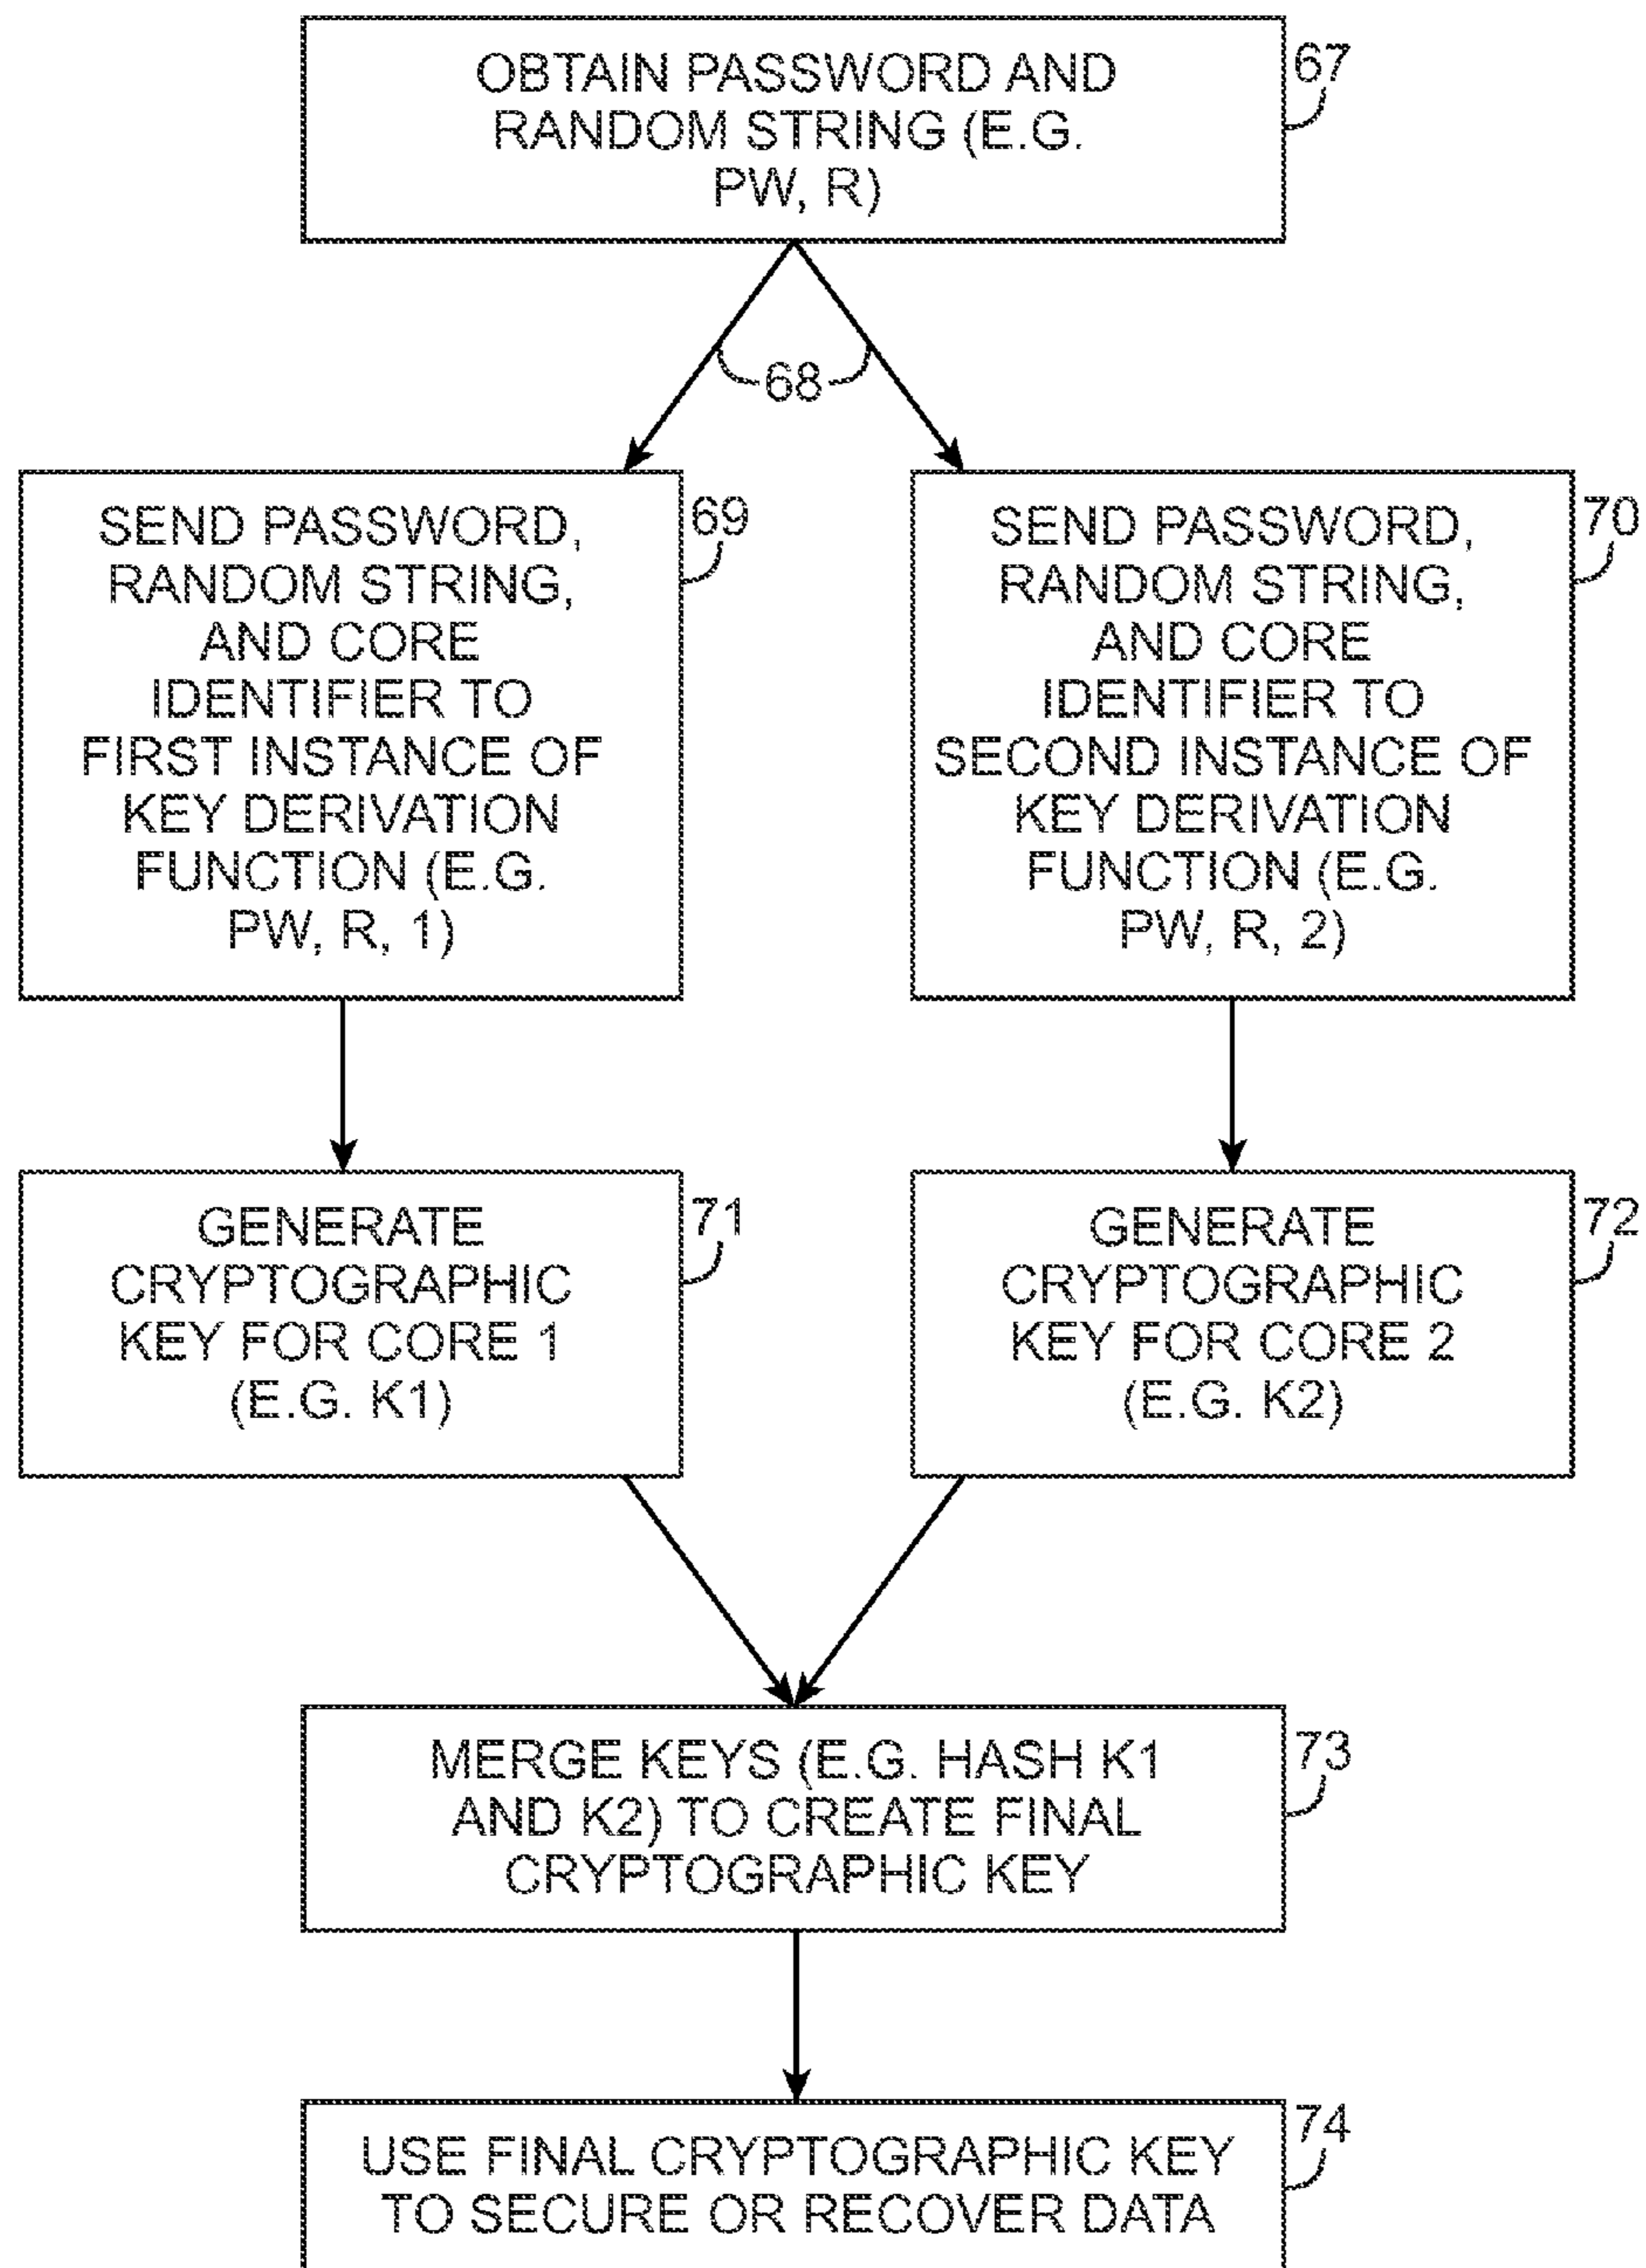 OBTAIN PASSWORD AND
RANDOM STRING (E.G.
PW, R)
67
68
SEND PASSWORD,
RANDOM STRING,
AND CORE
IDENTIFIER TO
FIRST INSTANCE OF
KEY DERIVATION
FUNCTION (E.G.
PW, R, 1)
69
SEND PASSWORD,
RANDOM STRING,
AND CORE
IDENTIFIER TO
SECOND INSTANCE OF
KEY DERIVATION
FUNCTION (E.G.
PW, R, 2)
70
GENERATE
CRYPTOGRAPHIC
KEY FOR CORE 1
(E.G. K1)
71
GENERATE
CRYPTOGRAPHIC
KEY FOR CORE 2
(E.G. K2)
72
MERGE KEYS (E.G. HASH K1
AND K2) TO CREATE FINAL
CRYPTOGRAPHIC KEY
73
USE FINAL CRYPTOGRAPHIC KEY
TO SECURE OR RECOVER DATA
74